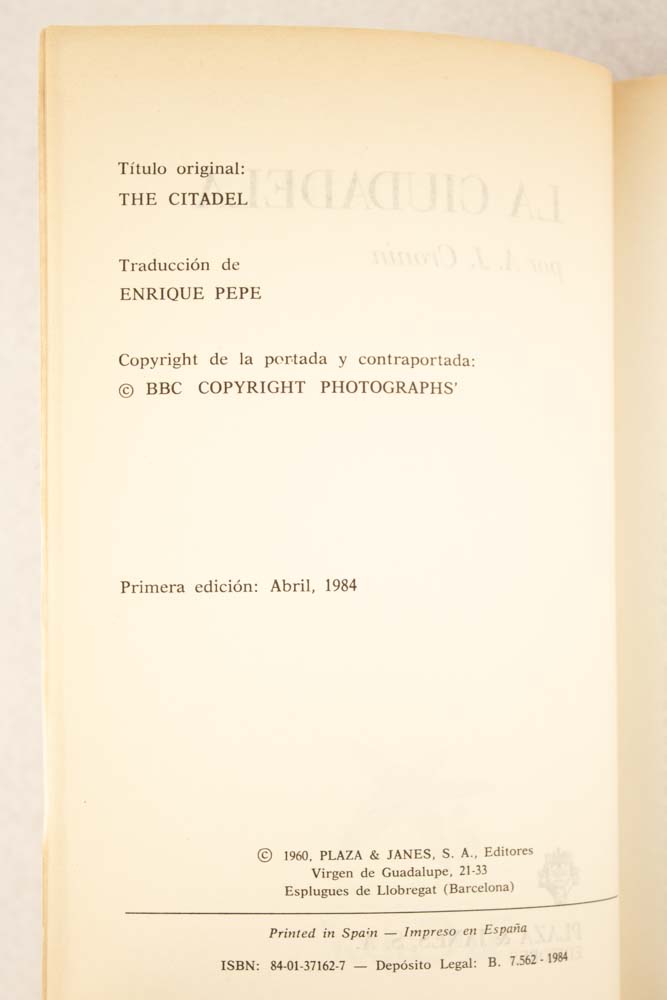 Título original:
THE CITADEL
Traducción de
ENRIQUE PEPE
Copyright de la portada y contraportada:
© BBC COPYRIGHT PHOTOGRAPHS'
Primera edición: Abril, 1984
© 1960, PLAZA & JANES, S. A., Editores
Virgen de Guadalupe, 21-33
Esplugues de Llobregat (Barcelona)
Printed in Spain — Impreso en España
ISBN: 84-01-37162-7 — Depósito Legal: B. 7.562 - 1984